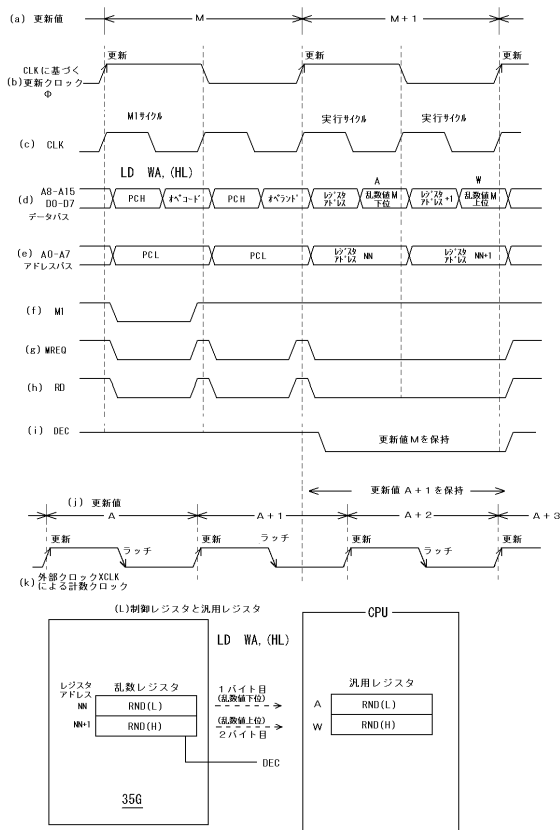 (a) 更新値 M M+1
更新 更新 更新
CLKに基づく
(b)更新クロック
Φ
M1サイクル 実行サイクル 実行サイクル
(c) CLK
LD WA,(HL) A W
(d) A8-A15
D0-D7
データバス
PCH オペコード PCH オペランド レジスタ アドレス 乱数値M 下位 レジスタ アドレス+1 乱数値M 上位
(e) A0-A7
アドレスバス
PCL PCL レジスタ アドレス NN レジスタ アドレス NN+1
(f) M1
(g) MREQ
(h) RD
(i) DEC
更新値Mを保持
(j) 更新値 更新値A+1を保持
A A+1 A+2 A+3
更新 ラッチ 更新 ラッチ 更新 ラッチ 更新
(k) 外部クロックXCLK
による計数クロック
(L)制御レジスタと汎用レジスタ
LD WA,(HL)
CPU
レジスタ
アドレス
乱数レジスタ
1バイト目
(乱数値下位)
汎用レジスタ
NN RND(L) A RND(L)
NN+1 RND(H) (乱数値上位) W RND(H)
2バイト目
DEC
35G